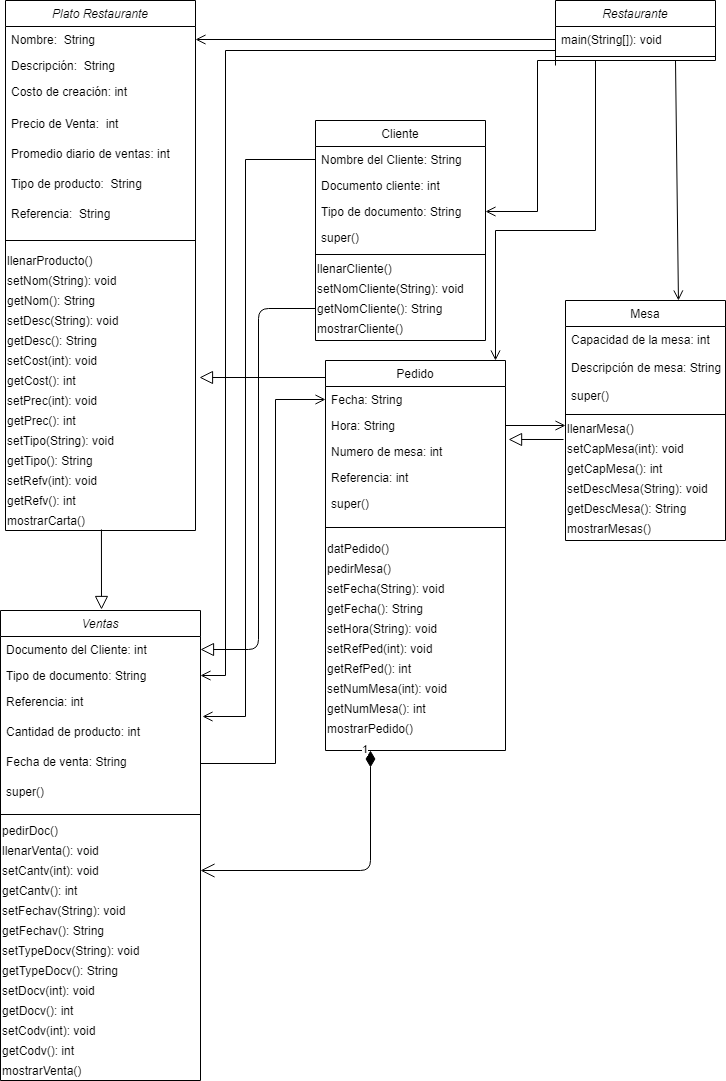 Plato Restaurante
Nombre: String
Descripción: String
Costo de creación: int
Precio de Venta: int
Promedio diario de ventas: int
Tipo de producto: String
Referencia: String
llenarProducto()
setNom(String): void
getNom(): String
setDesc(String): void
getDesc(): String
setCost(int): void
getCost(): int
setPrec(int): void
getPrec(): int
setTipo(String): void
getTipo(): String
setRefv(int): void
getRefv(): int
mostrarCarta()
Restaurante
main(String[]): void
Cliente
Nombre del Cliente: String
Documento cliente: int
Tipo de documento: String
super()
llenarCliente()
setNomCliente(String): void
getNomCliente(): String
mostrarCliente()
Mesa
Capacidad de la mesa: int
Descripción de mesa: String
super()
llenarMesa()
setCapMesa(int): void
getCapMesa(): int
setDescMesa(String): void
getDescMesa(): String
mostrarMesas()
Pedido
Fecha: String
Hora: String
Numero de mesa: int
Referencia: int
super()
datPedido()
pedirMesa()
setFecha(String): void
getFecha(): String
setHora(String): void
setRefPed(int): void
getRefPed(): int
setNumMesa(int): void
getNumMesa(): int
mostrarPedido()
1
Ventas
Documento del Cliente: int
Tipo de documento: String
Referencia: int
Cantidad de producto: int
Fecha de venta: String
super()
pedirDoc()
llenarVenta(): void
setCantv(int): void
getCantv(): int
setFechav(String): void
getFechav(): String
setTypeDocv(String): void
getTypeDocv(): String
setDocv(int): void
getDocv(): int
setCodv(int): void
getCodv(): int
mostrarVenta()